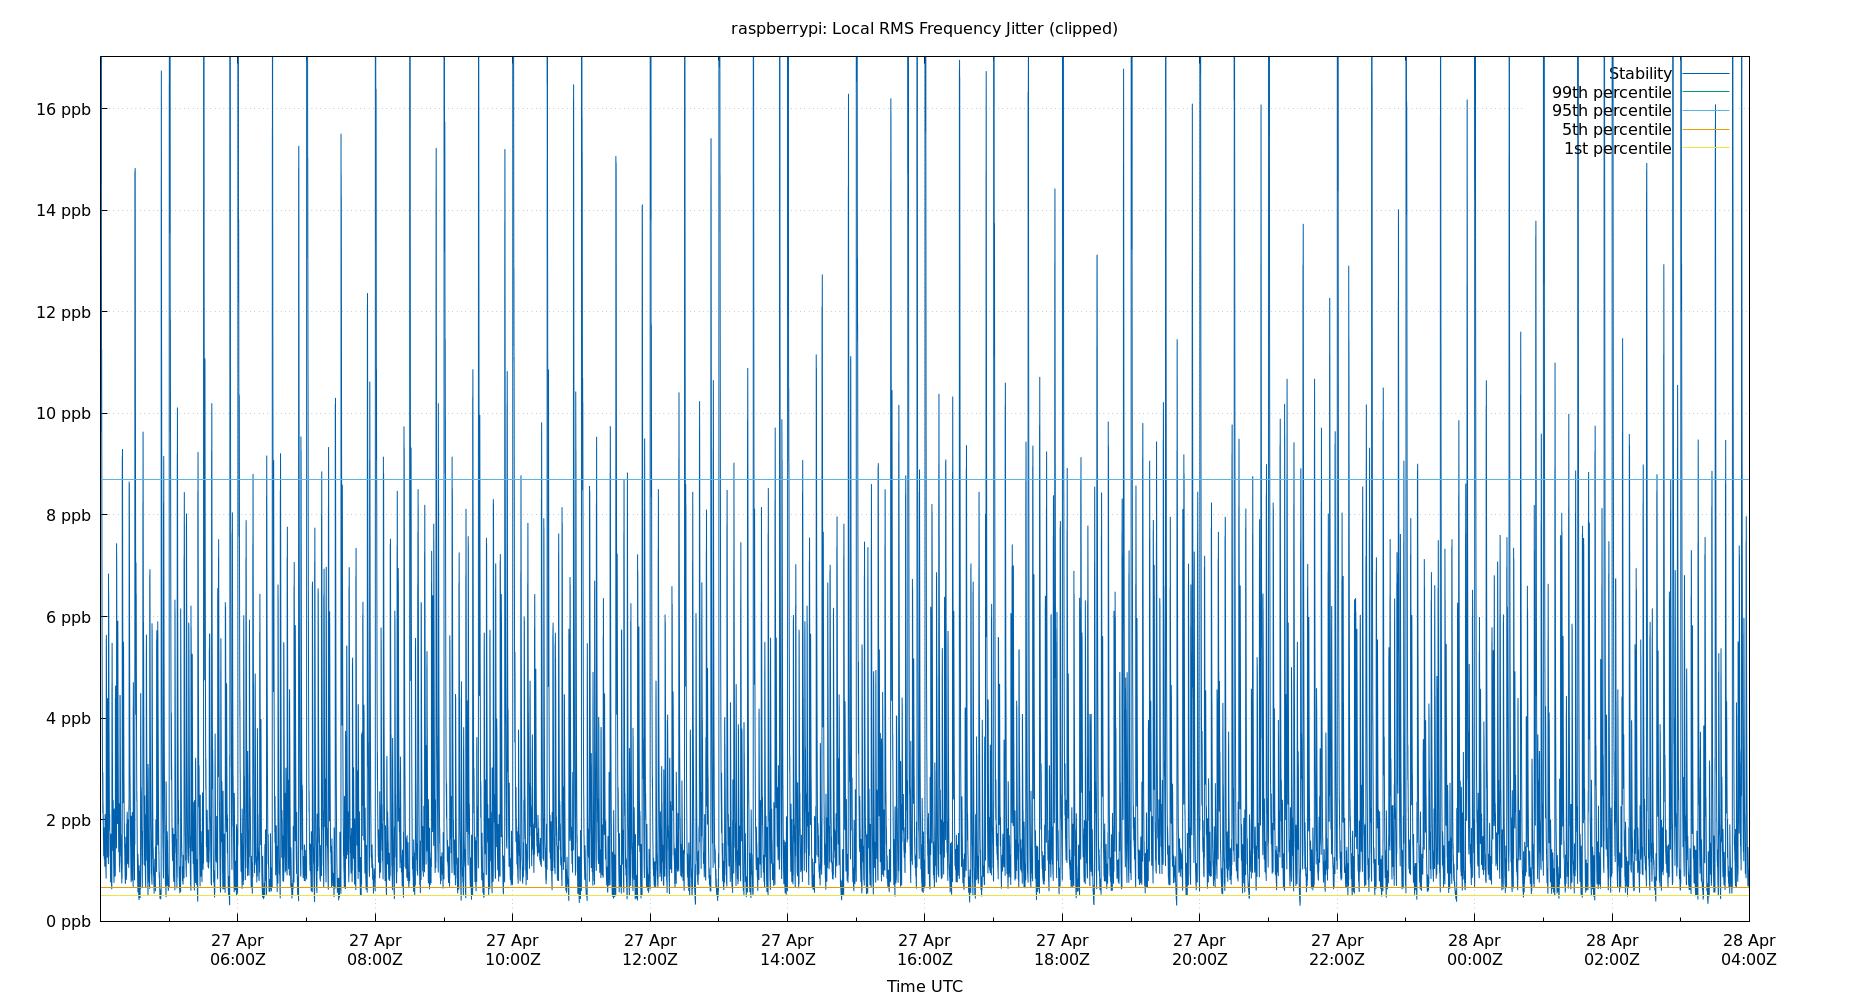 raspberrypi: Local RMS Frequency Jitter (clipped)
Stability
99th percentile
95th percentile
5th percentile
1st percentile
16 ppb
14 ppb
12 ppb
10 ppb
8 ppb
6 ppb
4 ppb
2 ppb
0 ppb
27 Apr 27 Apr 27 Apr 27 Apr 27 Apr 27 Apr 27 Apr 27 Apr 27 Apr 28 Apr 28 Apr 28 Apr
06:00Z 08:00Z 10:00Z 12:00Z 14:00Z 16:00Z 18:00Z 20:00Z 22:00Z 00:00Z 02:00Z 04:00Z
Time UTC